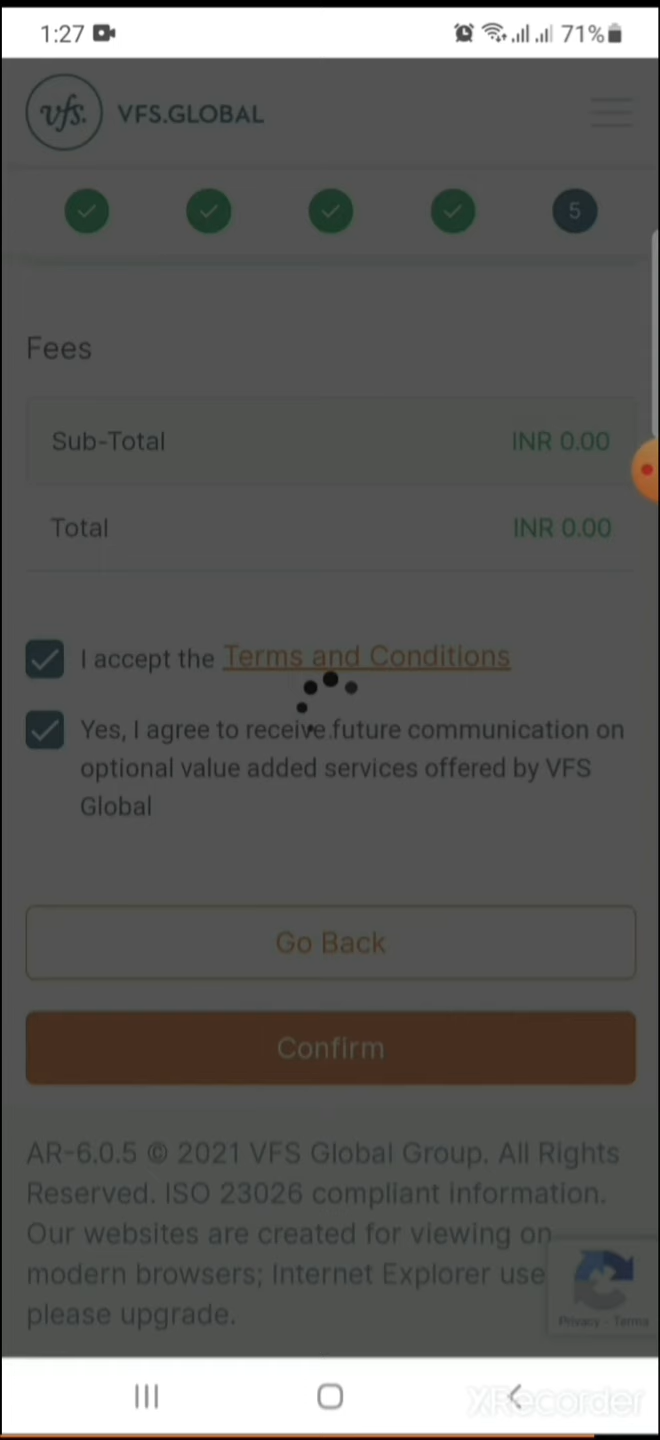 1:27 71%
vfs. VFS.GLOBAL
5
Fees
Sub-Total INR 0.00
Total INR 0.00
I accept the Terms and Conditions
Yes, I agree to receive future communication on
optional value added services offered by VFS
Global
Go Back
Confirm
AR-6.0.5 © 2021 VFS Global Group. All Rights
Reserved. ISO 23026 compliant information.
Our websites are created for viewing on
modern browsers; Internet Explorer use
please upgrade.
Privacy - Terms
XRecorder